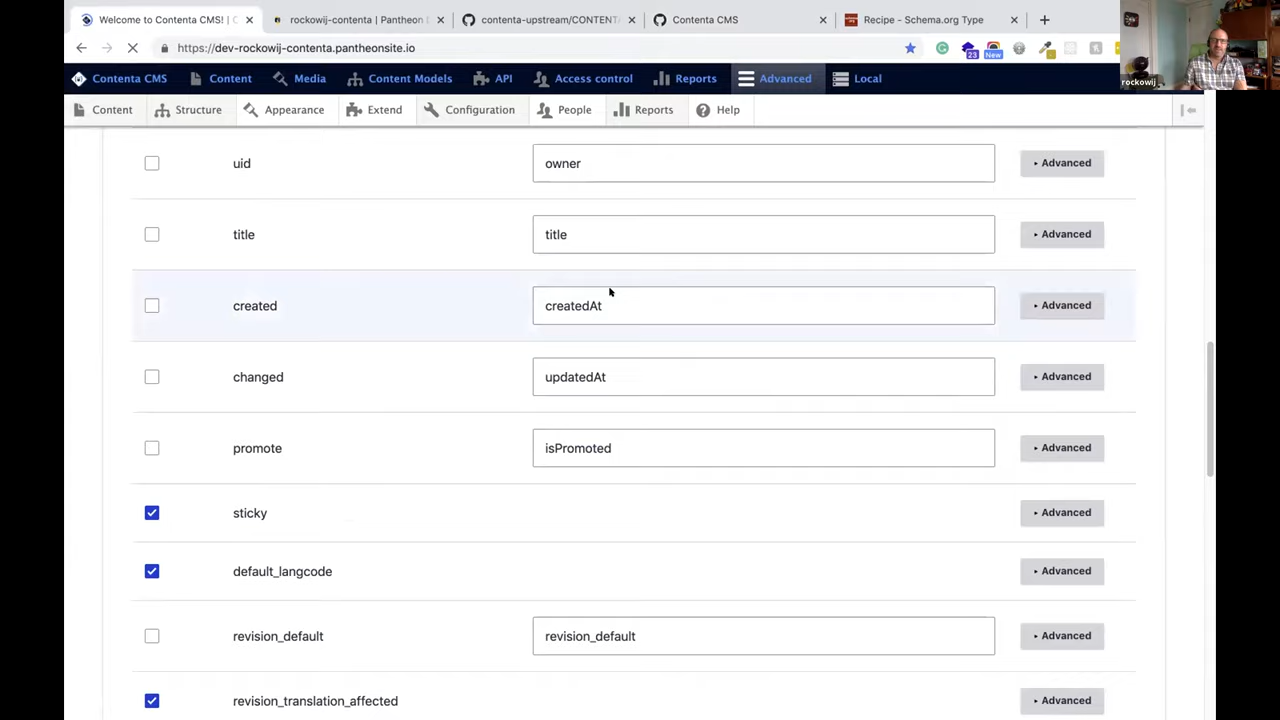 Welcome to Contenta CMS! | C
rockowij-contenta | Pantheon D
contenta-upstream/CONTENTA
Contenta CMS
Recipe - Schema.org Type
https://dev-rockowij-contenta.pantheonsite.io
23
New
rockowij
Contenta CMS
Content
Media
Content Models
API
Access control
Reports
Advanced
Local
Content
Structure
Appearance
Extend
Configuration
People
Reports
Help
uid owner Advanced
title title Advanced
created createdAt Advanced
changed updatedAt Advanced
promote isPromoted Advanced
sticky Advanced
default_langcode Advanced
revision_default revision_default Advanced
revision_translation_affected Advanced